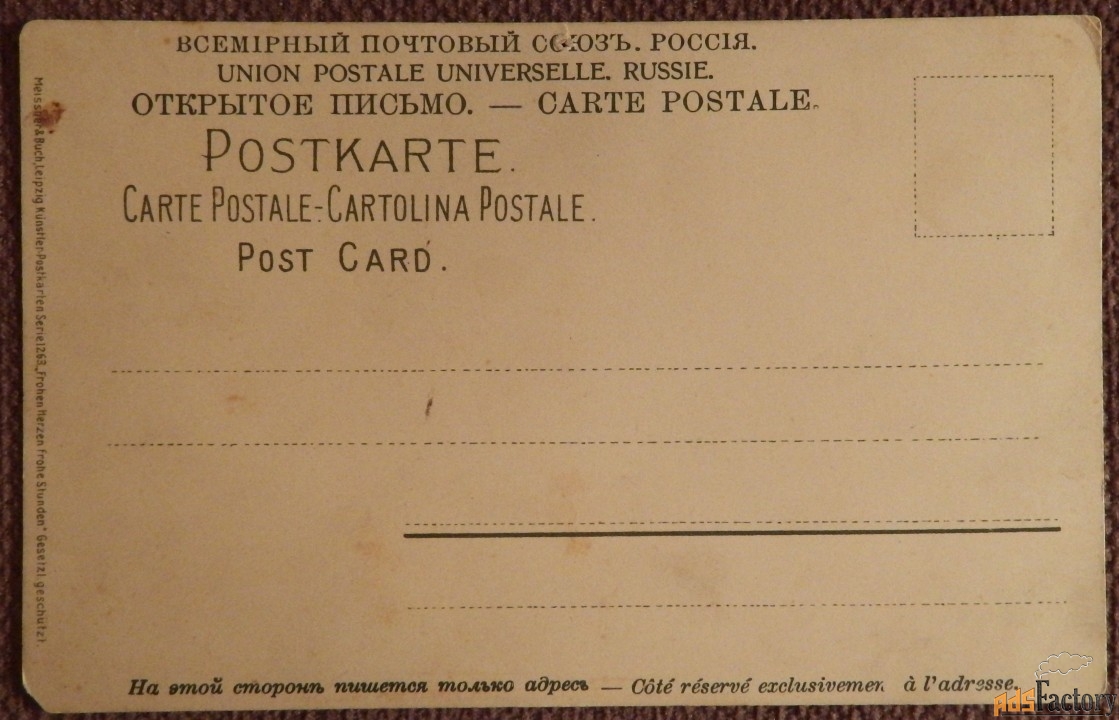 ВСЕМІРНЫЙ ПОЧТОВЫЙ СОЮЗЪ. РОССІЯ.
UNION POSTALE UNIVERSELLE. RUSSIE.
ОТКРЫТОЕ ПИСЬМО. — CARTE POSTALE.
POSTKARTE.
CARTE POSTALE-CARTOLINA POSTALE.
POST CARD.
Meissner & Buch, Leipzig Künstler-Postkarten Serie 1263 „Frohen Herzen frohe Stunden" Gesetzl. geschützt
На этой сторонѣ пишется только адресъ — Côté réservé exclusivemen à l'adresse.
adsFactory